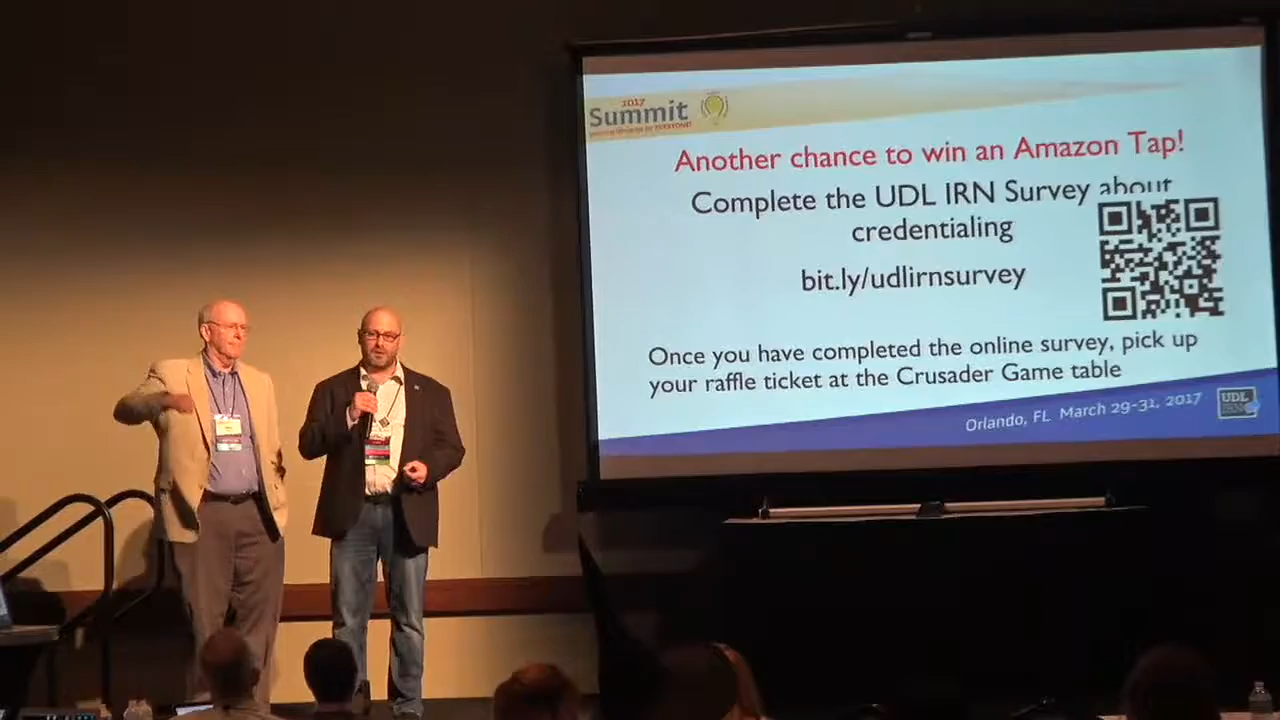 2017
Summit
Another chance to win an Amazon Tap!
Complete the UDL IRN Survey about
credentialing
bit.ly/udlirnsurvey
Once you have completed the online survey, pick up
your raffle ticket at the Crusader Game table
Orlando, FL March 29-31, 2017
UDL
IRN